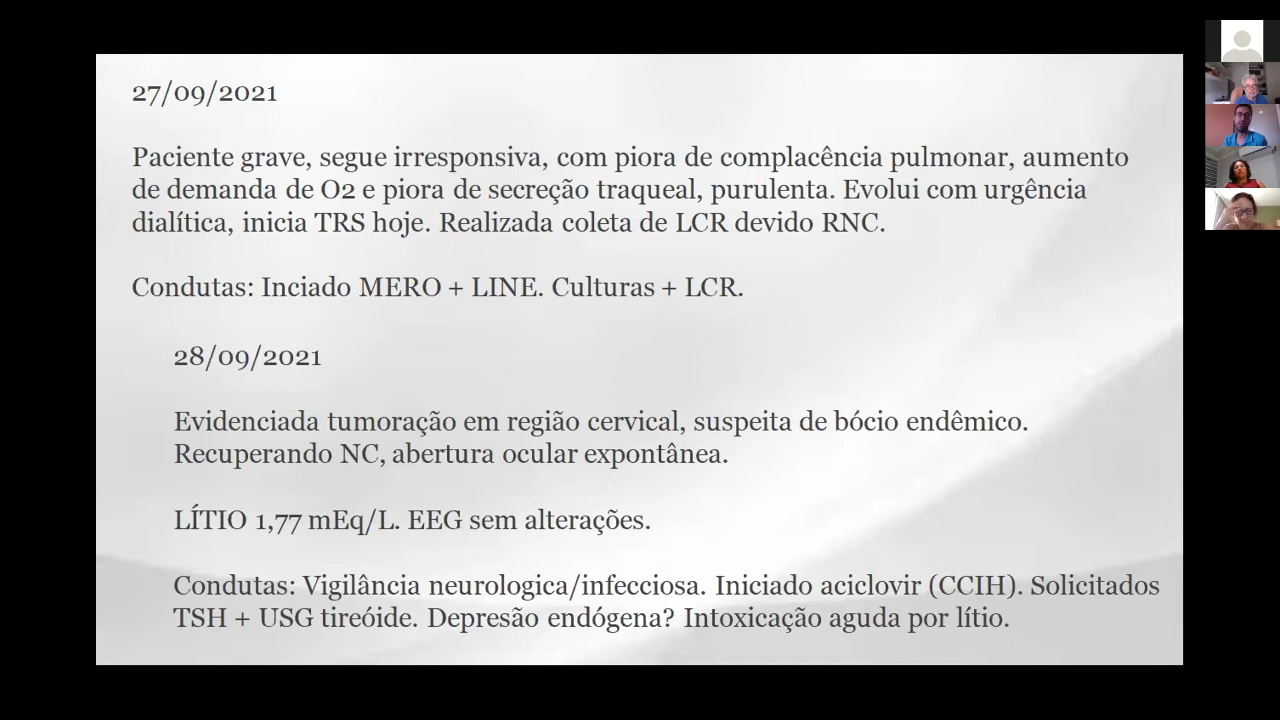 27/09/2021
Paciente grave, segue irresponsiva, com piora de complacência pulmonar, aumento
de demanda de O2 e piora de secreção traqueal, purulenta. Evolui com urgência
dialítica, inicia TRS hoje. Realizada coleta de LCR devido RNC.
Condutas: Inciado MERO + LINE. Culturas + LCR.
28/09/2021
Evidenciada tumoração em região cervical, suspeita de bócio endêmico.
Recuperando NC, abertura ocular expontânea.
LÍTIO 1,77 mEq/L. EEG sem alterações.
Condutas: Vigilância neurologica/infecciosa. Iniciado aciclovir (CCIH). Solicitados
TSH + USG tireóide. Depresão endógena? Intoxicação aguda por lítio.